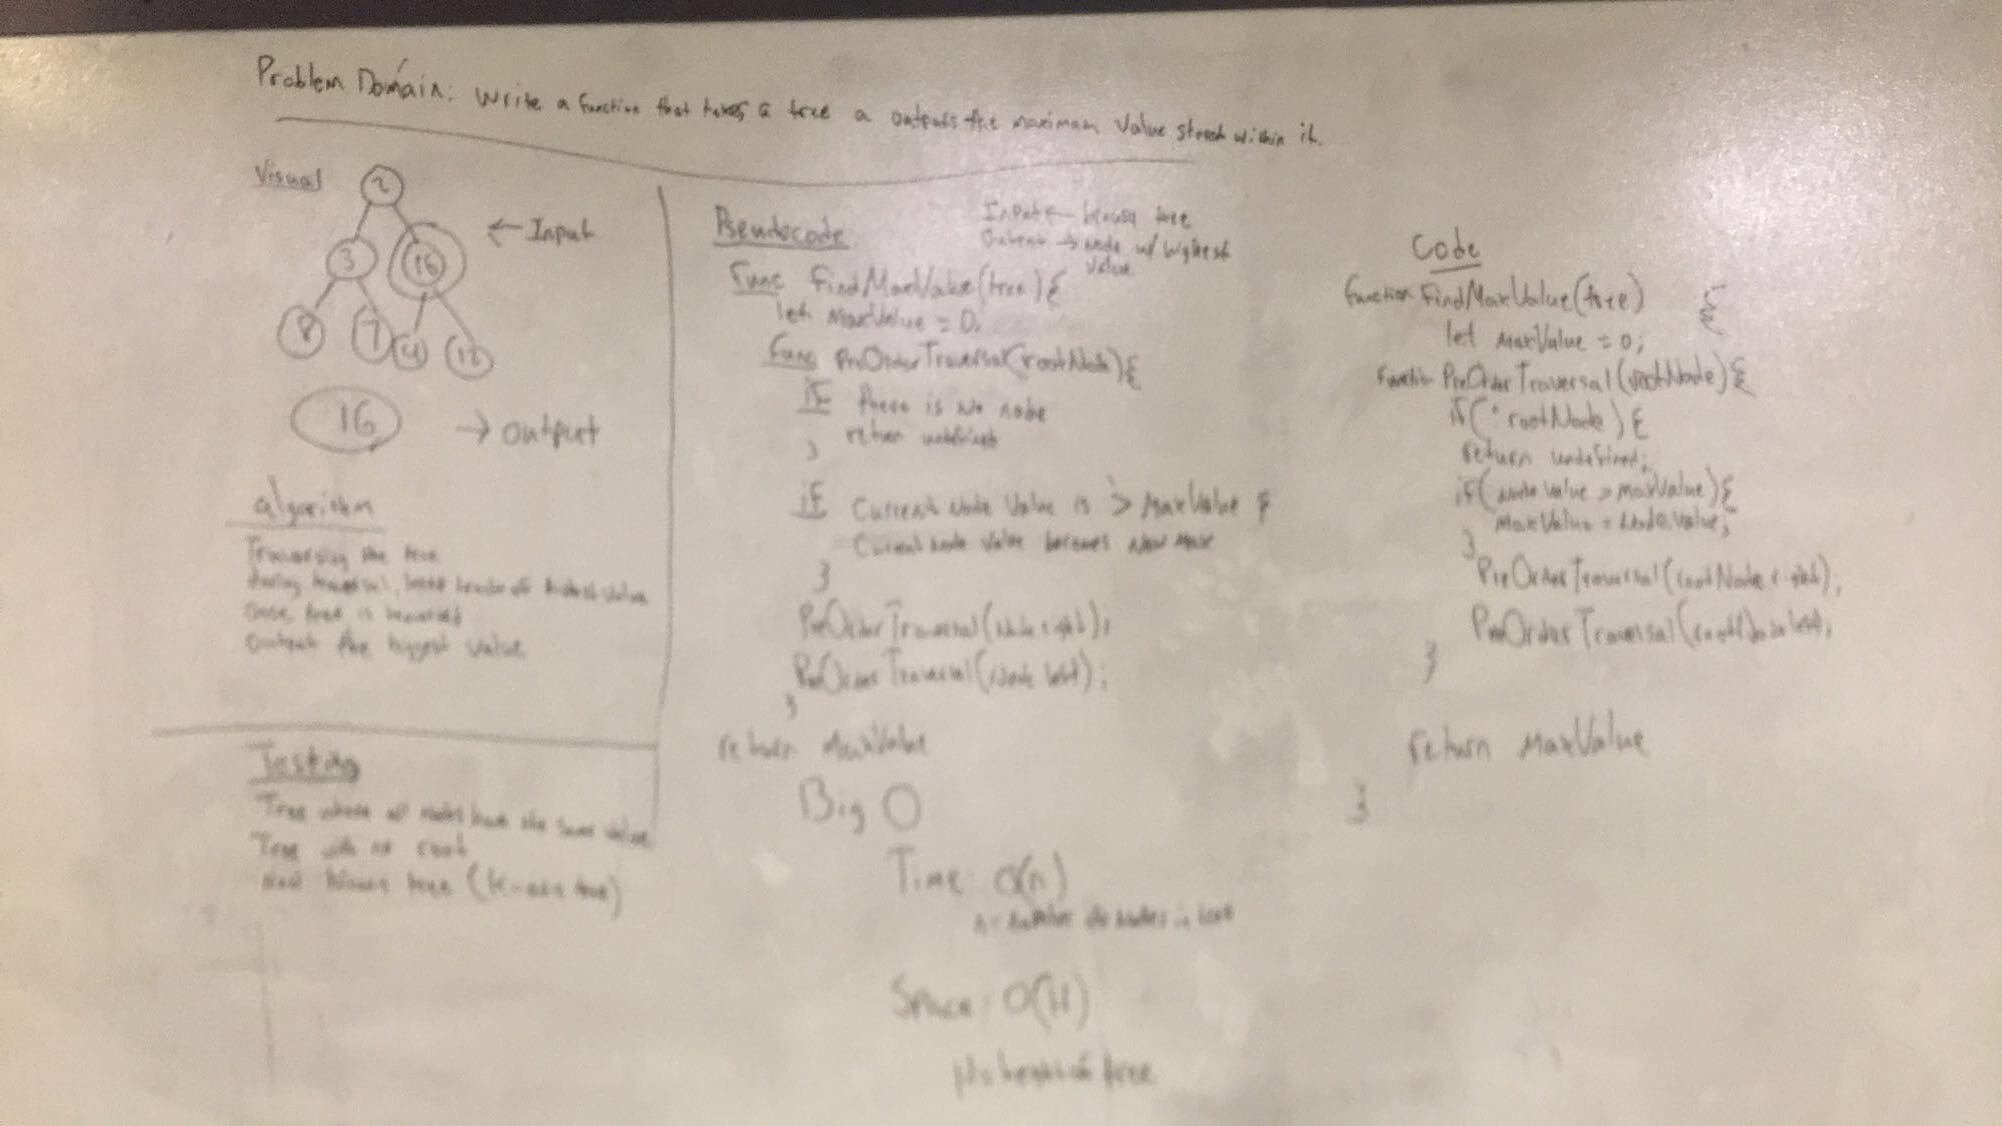 Problem Domain: Write a function that takes a tree a outputs the maximum value stored within it.
Visual
2
← Input
3 16
8 7 4 12
16 → output
algorithm
Traversing the tree
during traversal, keep track of highest value
once tree is traversed
output the biggest value
Testing
Tree whose all nodes have the same value
Tree with no root
Non binary tree (K-ary tree)
Pseudocode
Input ← binary tree
Output → Node w/ highest
value
func findMaxValue(tree){
let maxValue = 0;
func preOrderTraversal(rootNode){
if there is no node
return undefined
}
if Current Node Value is > MaxValue {
Current node value becomes new max
}
PreOrderTraversal(Node.right);
PreOrderTraversal(Node.left);
}
return MaxValue
Big O
Time: O(n)
n = number of nodes in tree
Space: O(H)
H = height of tree
Code
function FindMaxValue(tree) {
let maxValue = 0;
function PreOrderTraversal(rootNode){
if(!rootNode){
return undefined;
if(Node.value > maxValue){
maxValue = Node.value;
}
PreOrderTraversal(rootNode.right);
PreOrderTraversal(rootNode.left);
}
return MaxValue
}